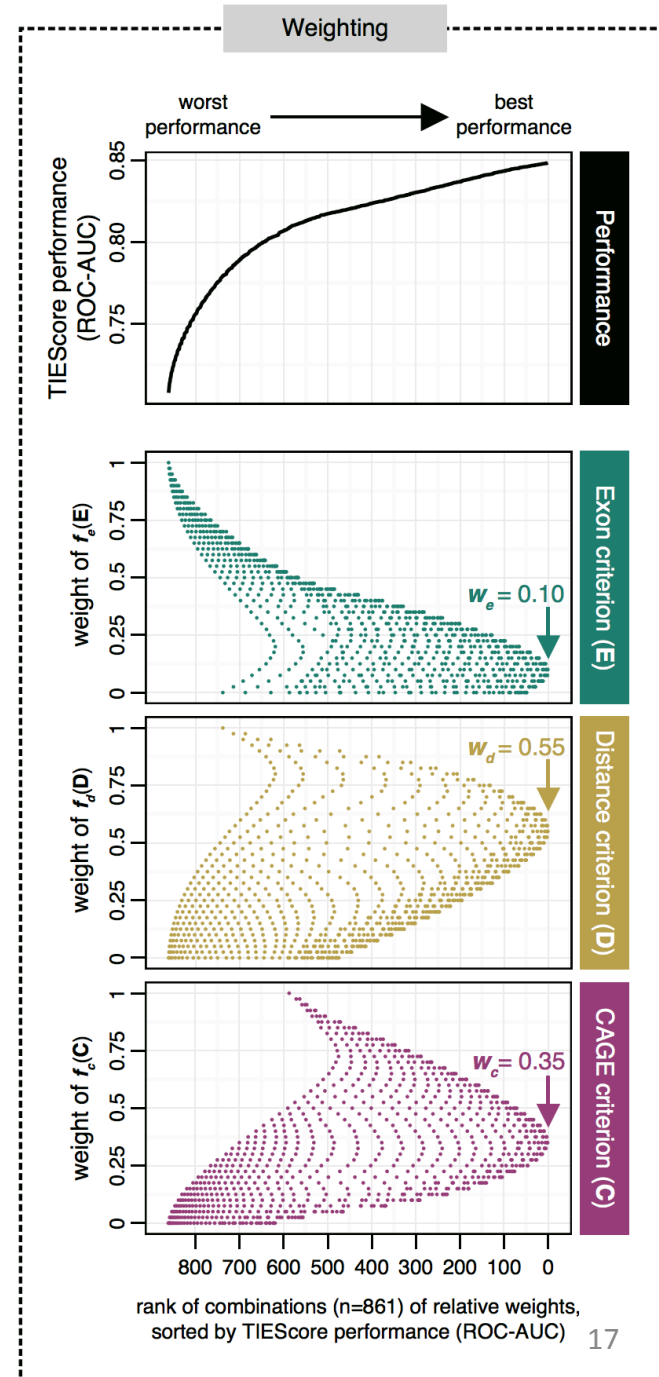 Weighting
worst
performance
best
performance
TIEScore performance
(ROC-AUC)
0.85
0.80
0.75
Performance
weight of fe(E)
1
0.75
0.5
0.25
0
we = 0.10
Exon criterion (E)
weight of fd(D)
1
0.75
0.5
0.25
0
wd = 0.55
Distance criterion (D)
weight of fc(C)
1
0.75
0.5
0.25
0
wc = 0.35
CAGE criterion (C)
800 700 600 500 400 300 200 100 0
rank of combinations (n=861) of relative weights,
sorted by TIEScore performance (ROC-AUC)
17